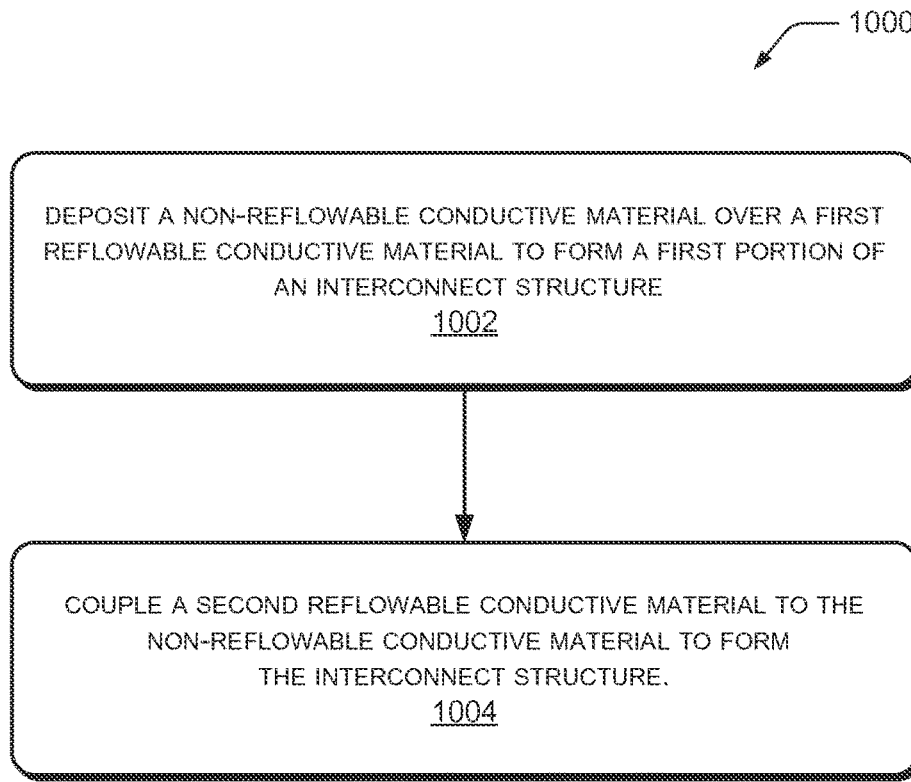 1000
DEPOSIT A NON-REFLOWABLE CONDUCTIVE MATERIAL OVER A FIRST
REFLOWABLE CONDUCTIVE MATERIAL TO FORM A FIRST PORTION OF
AN INTERCONNECT STRUCTURE
1002
COUPLE A SECOND REFLOWABLE CONDUCTIVE MATERIAL TO THE
NON-REFLOWABLE CONDUCTIVE MATERIAL TO FORM
THE INTERCONNECT STRUCTURE.
1004